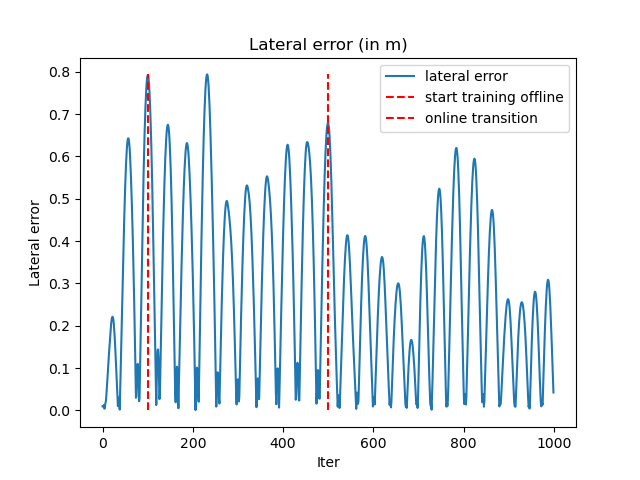 Lateral error (in m)
lateral error
start training offline
online transition
Lateral error
0.8
0.7
0.6
0.5
0.4
0.3
0.2
0.1
0.0
0
200
400
600
800
1000
Iter